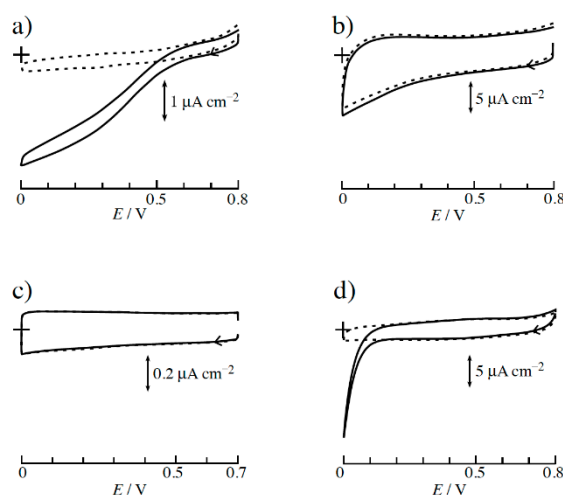 a)
1 μA cm⁻²
0 0.5 0.8
E / V
b)
5 μA cm⁻²
0 0.5 0.8
E / V
c)
0.2 μA cm⁻²
0 0.5 0.7
E / V
d)
5 μA cm⁻²
0 0.5 0.8
E / V